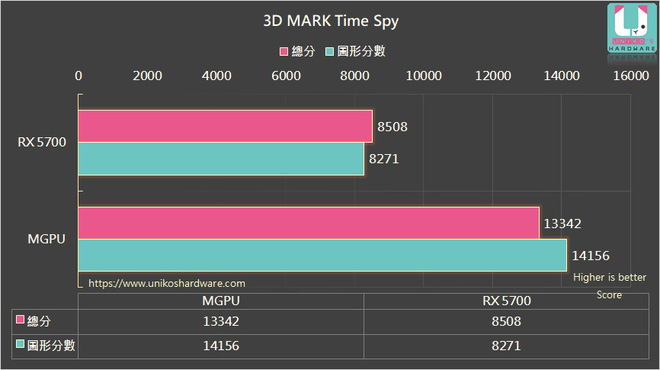 3D MARK Time Spy
UNIKO'S
HARDWARE
總分 圖形分數
0 2000 4000 6000 8000 10000 12000 14000 16000
RX 5700
8508
8271
MGPU
13342
14156
https://www.unikoshardware.com
Higher is better
Score
MGPU RX 5700
總分 13342 8508
圖形分數 14156 8271